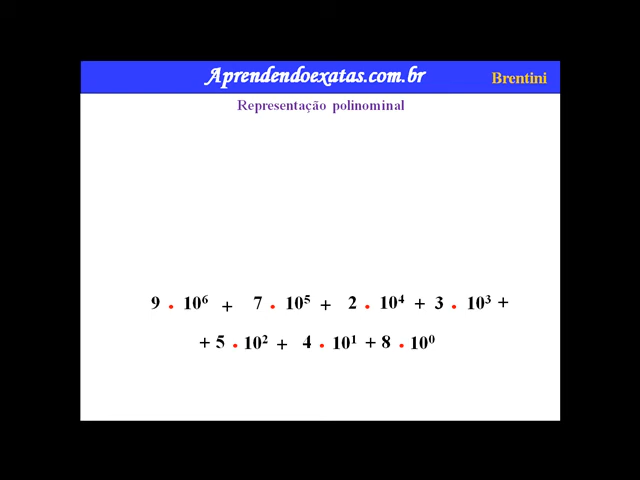 Aprendendoexatas.com.br
Brentini
Representação polinominal
9 . 10⁶ + 7 . 10⁵ + 2 . 10⁴ + 3 . 10³ +
+ 5 . 10² + 4 . 10¹ + 8 . 10⁰